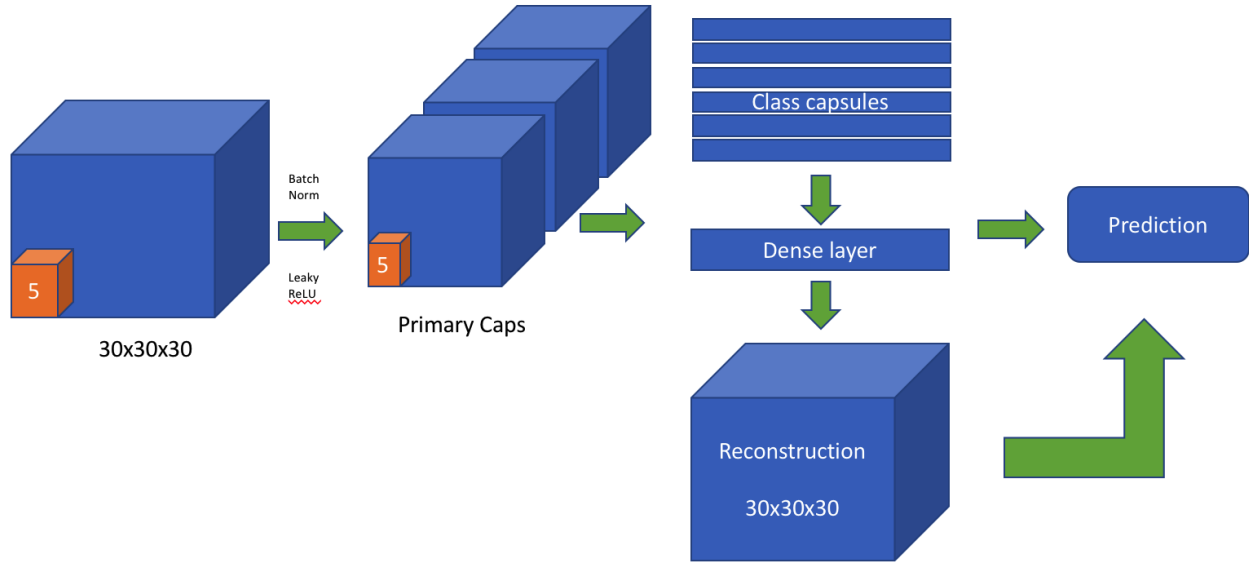 5
30x30x30
Batch
Norm
Leaky
ReLU
5
Primary Caps
Class capsules
Dense layer
Reconstruction
30x30x30
Prediction